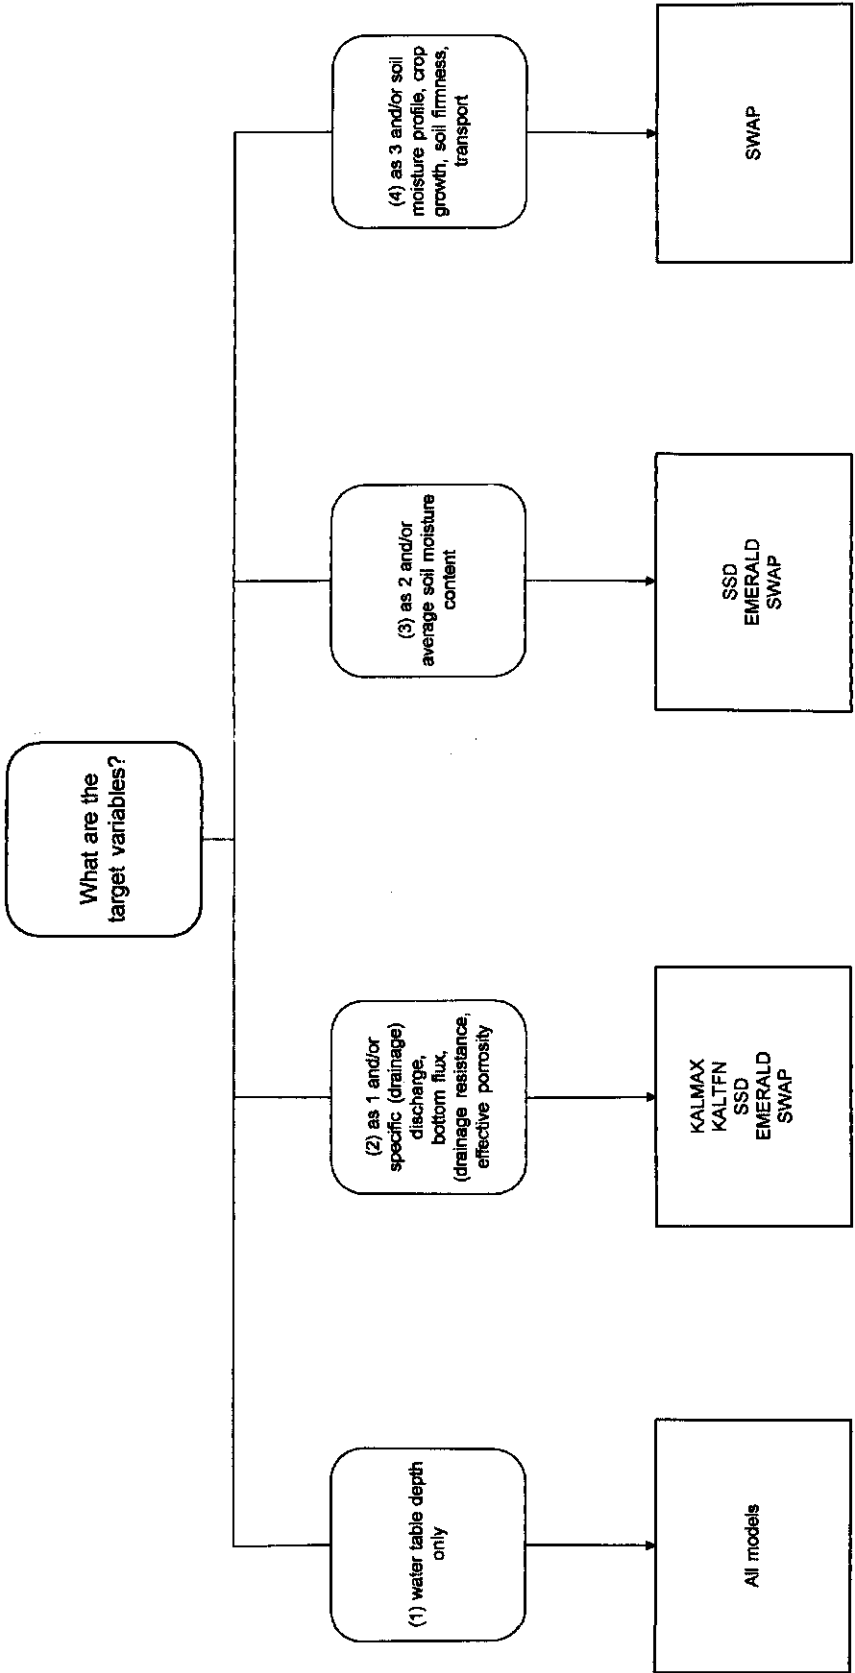 What are the
target variables?
(1) water table depth
only
(2) as 1 and/or
specific (drainage)
discharge,
bottom flux,
(drainage resistance,
effective porrosity
(3) as 2 and/or
average soil moisture
content
(4) as 3 and/or soil
moisture profile, crop
growth, soil firmness,
transport
All models
KALMAX
KALTFN
SSD
EMERALD
SWAP
SSD
EMERALD
SWAP
SWAP